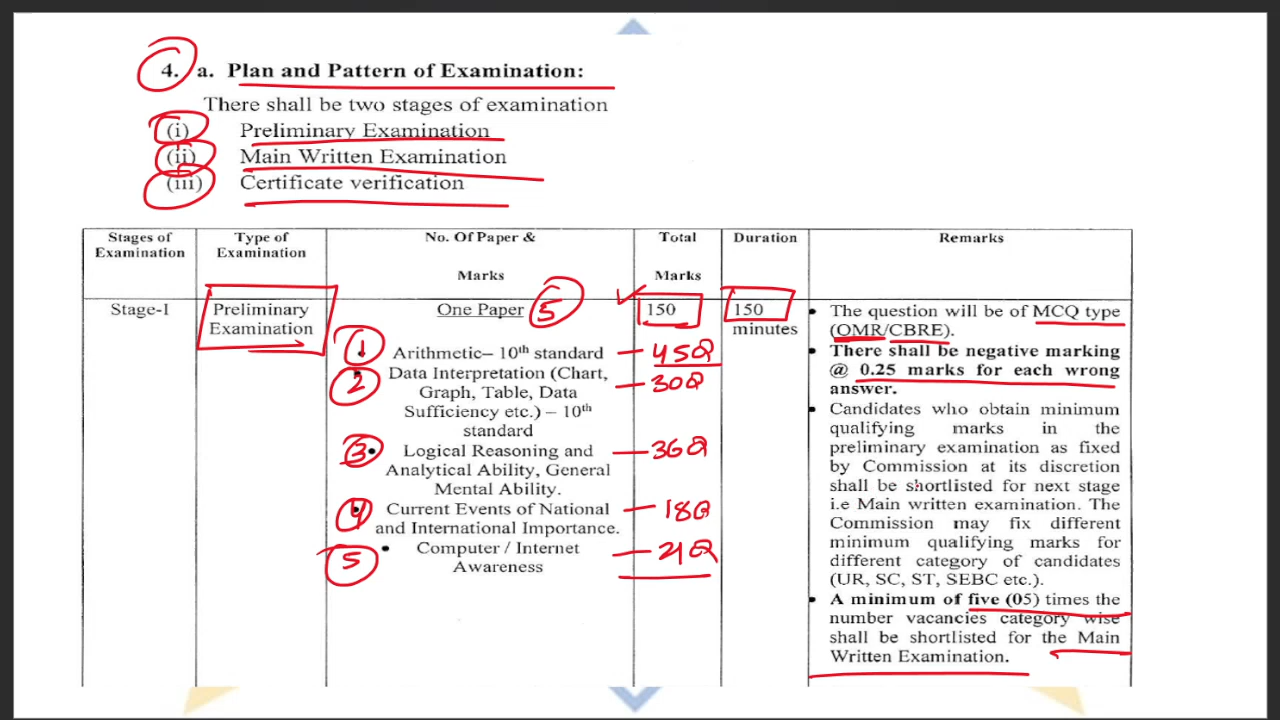 4. a. Plan and Pattern of Examination:
There shall be two stages of examination
(i) Preliminary Examination
(ii) Main Written Examination
(iii) Certificate verification
Stages of Examination
Type of Examination
No. Of Paper & Marks
Total Marks
Duration
Remarks
Stage-I
Preliminary
Examination
One Paper 5
1 Arithmetic– 10th standard 45Q
2 Data Interpretation (Chart, 30Q
Graph, Table, Data
Sufficiency etc.) – 10th
standard
3 • Logical Reasoning and 36Q
Analytical Ability, General
Mental Ability.
4 Current Events of National 18Q
and International Importance.
5 • Computer / Internet 21Q
Awareness
150
150
minutes
• The question will be of MCQ type
(OMR/CBRE).
• There shall be negative marking
@ 0.25 marks for each wrong
answer.
• Candidates who obtain minimum
qualifying marks in the
preliminary examination as fixed
by Commission at its discretion
shall be shortlisted for next stage
i.e Main written examination. The
Commission may fix different
minimum qualifying marks for
different category of candidates
(UR, SC, ST, SEBC etc.).
• A minimum of five (05) times the
number vacancies category wise
shall be shortlisted for the Main
Written Examination.